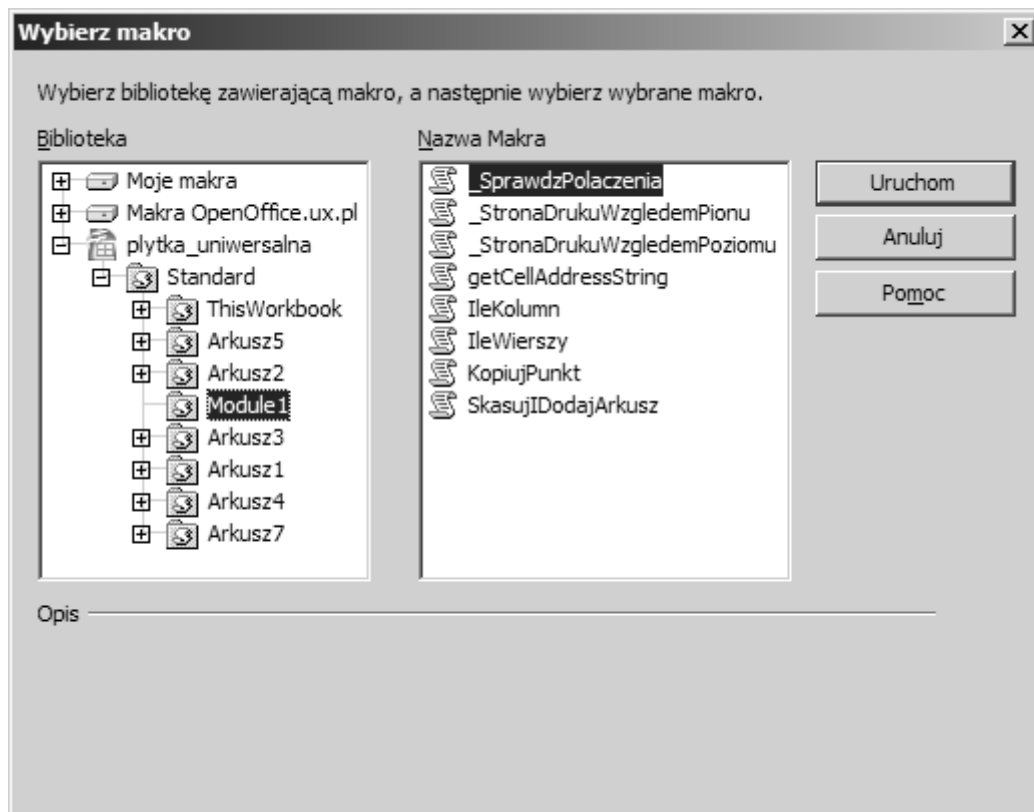 Wybierz makro
Wybierz bibliotekę zawierającą makro, a następnie wybierz wybrane makro.
Biblioteka
Moje makra
Makra OpenOffice.ux.pl
plytka_uniwersalna
Standard
ThisWorkbook
Arkusz5
Arkusz2
Module1
Arkusz3
Arkusz1
Arkusz4
Arkusz7
Nazwa Makra
_SprawdzPolaczenia
_StronaDrukuWzgledemPionu
_StronaDrukuWzgledemPoziomu
getCellAddressString
IleKolumn
IleWierszy
KopiujPunkt
SkasujIDodajArkusz
Uruchom
Anuluj
Pomoc
Opis